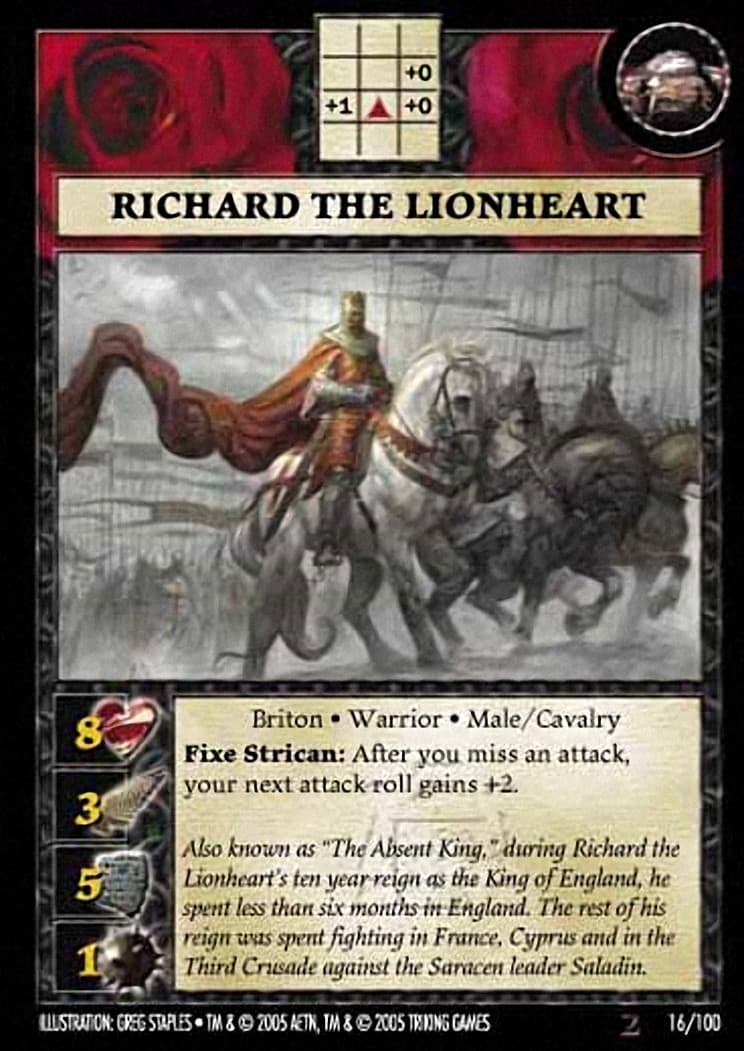 +0
+1 +0
RICHARD THE LIONHEART
8
3
5
1
Briton • Warrior • Male/Cavalry
Fixe Strican: After you miss an attack,
your next attack roll gains +2.
Also known as "The Absent King," during Richard the
Lionheart's ten year reign as the King of England, he
spent less than six months in England. The rest of his
reign was spent fighting in France, Cyprus and in the
Third Crusade against the Saracen leader Saladin.
ILLUSTRATION: GREG STAPLES • TM & © 2005 AETN, TM & © 2005 TRIKING GAMES
16/100